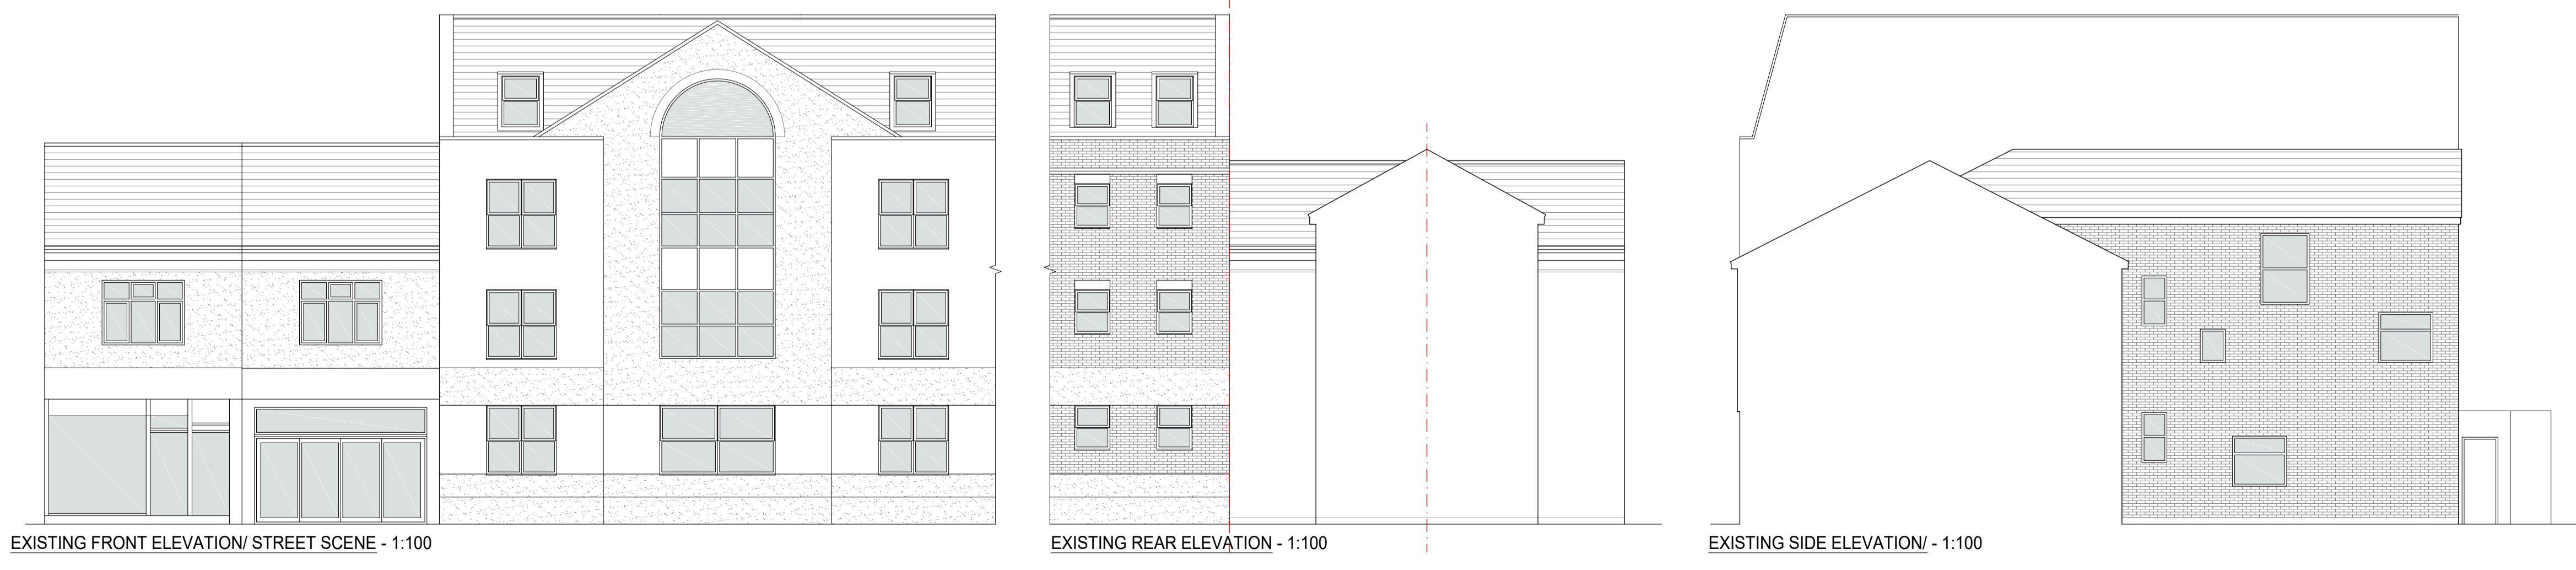 EXISTING FRONT ELEVATION/ STREET SCENE - 1:100
EXISTING REAR ELEVATION - 1:100
EXISTING SIDE ELEVATION/ - 1:100